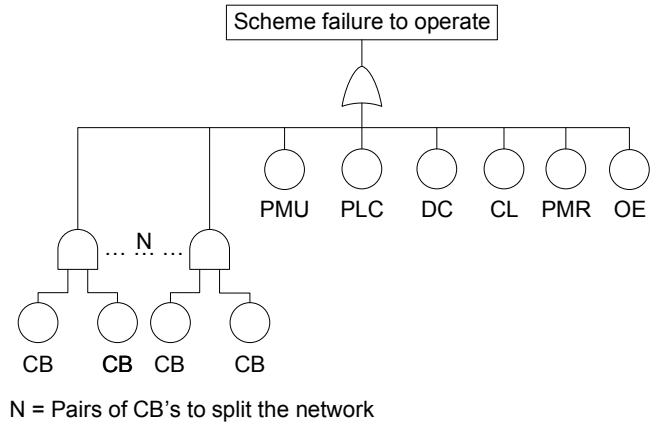 Scheme failure to operate
PMU PLC DC CL PMR OE
... N ... ...
CB CB CB CB
N = Pairs of CB's to split the network